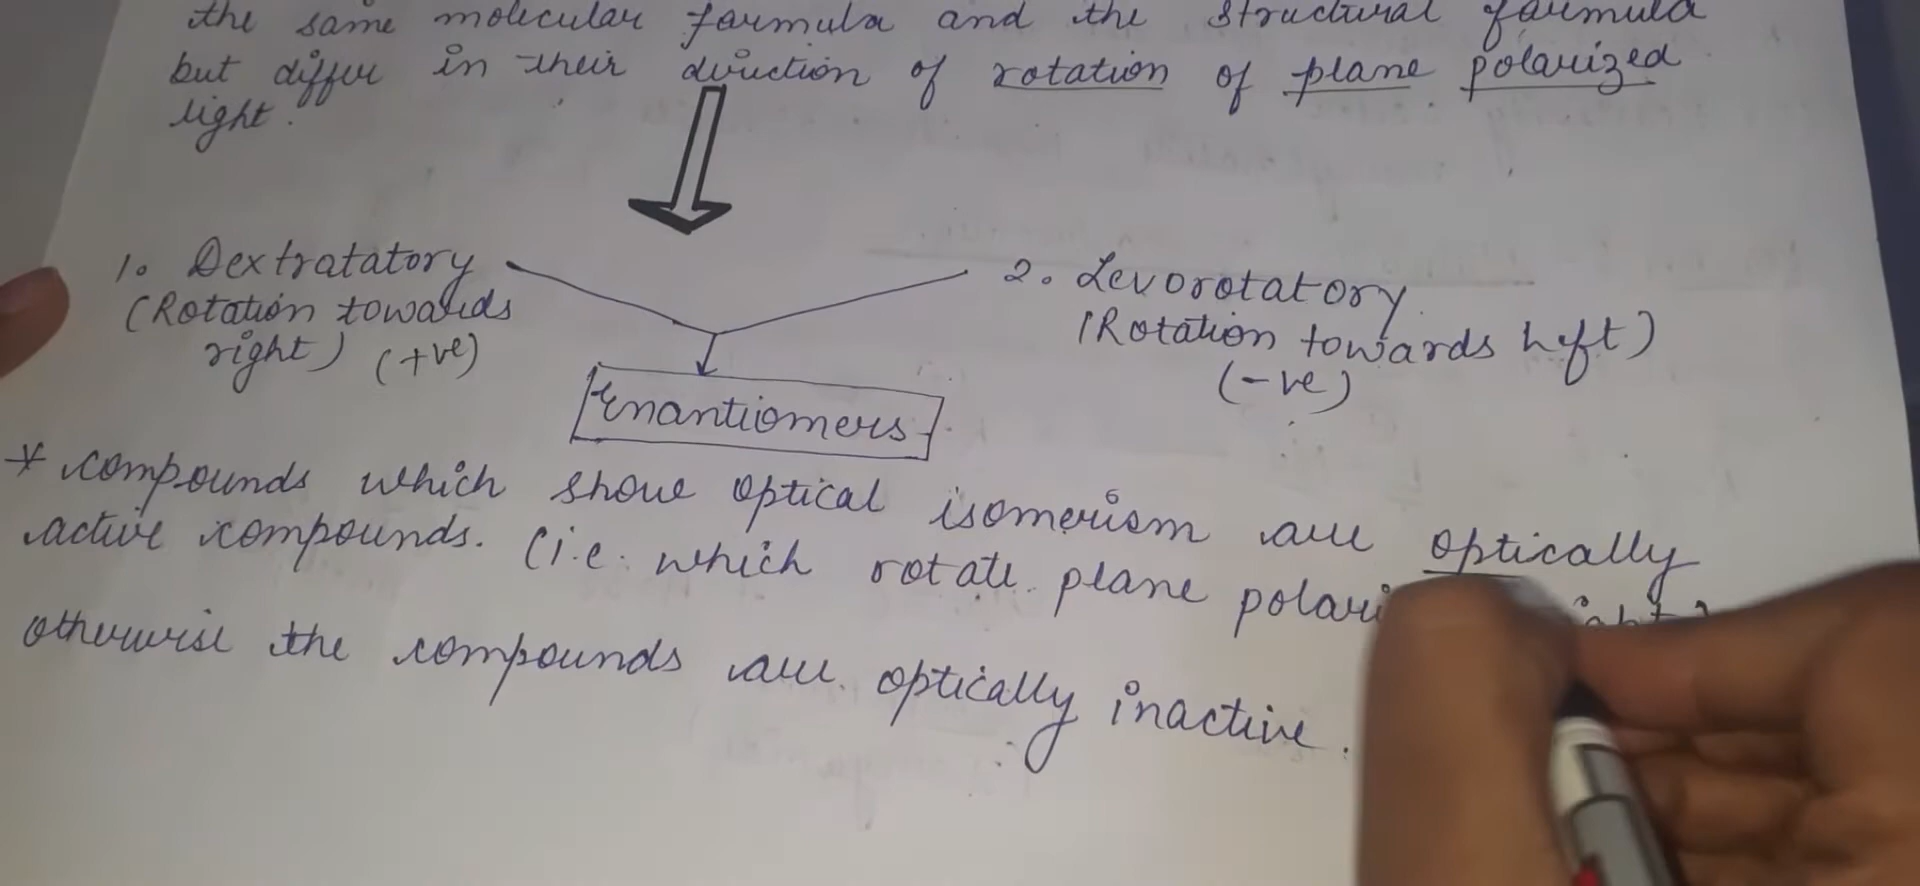 the same molecular formula and the structural formula
but differ in their direction of rotation of plane polarized
light.
1. Dextratatory
(Rotation towards
right) (+ve)
2. Levorotatory
(Rotation towards left)
(-ve)
Enantiomers
* compounds which show optical isomerism are optically
active compounds. (i.e. which rotate plane
otherwise the compounds are optically inactive.